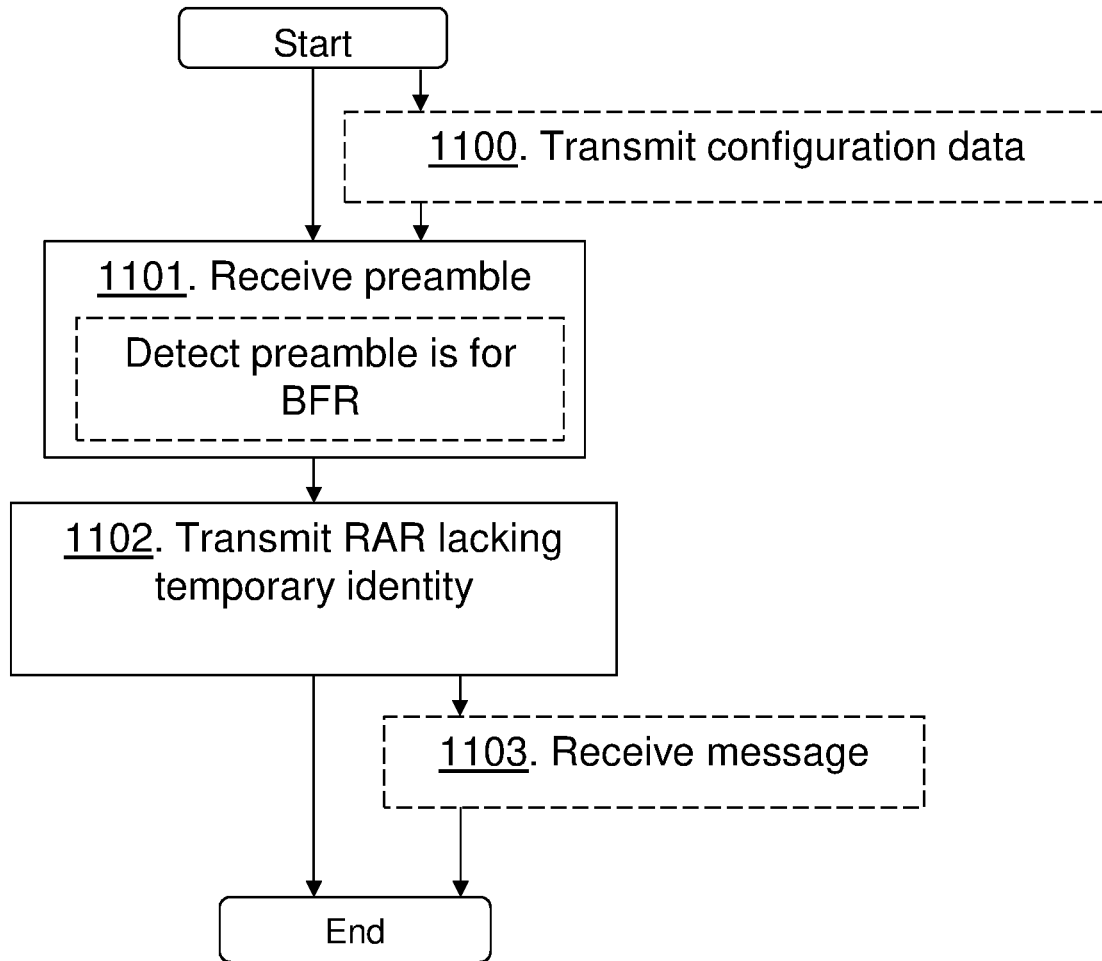 Start
1100. Transmit configuration data
1101. Receive preamble
Detect preamble is for
BFR
1102. Transmit RAR lacking
temporary identity
1103. Receive message
End